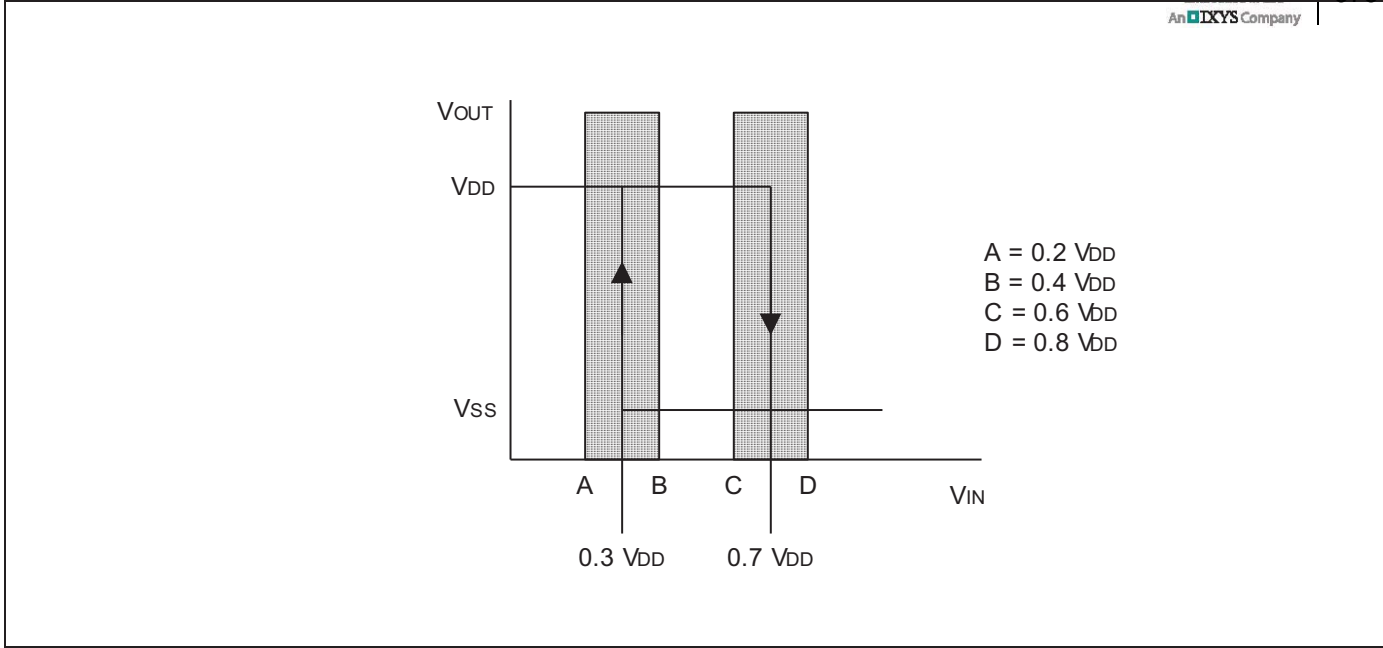 An IXYS Company
VOUT
VDD
VSS
A = 0.2 VDD
B = 0.4 VDD
C = 0.6 VDD
D = 0.8 VDD
A B C D
VIN
0.3 VDD 0.7 VDD